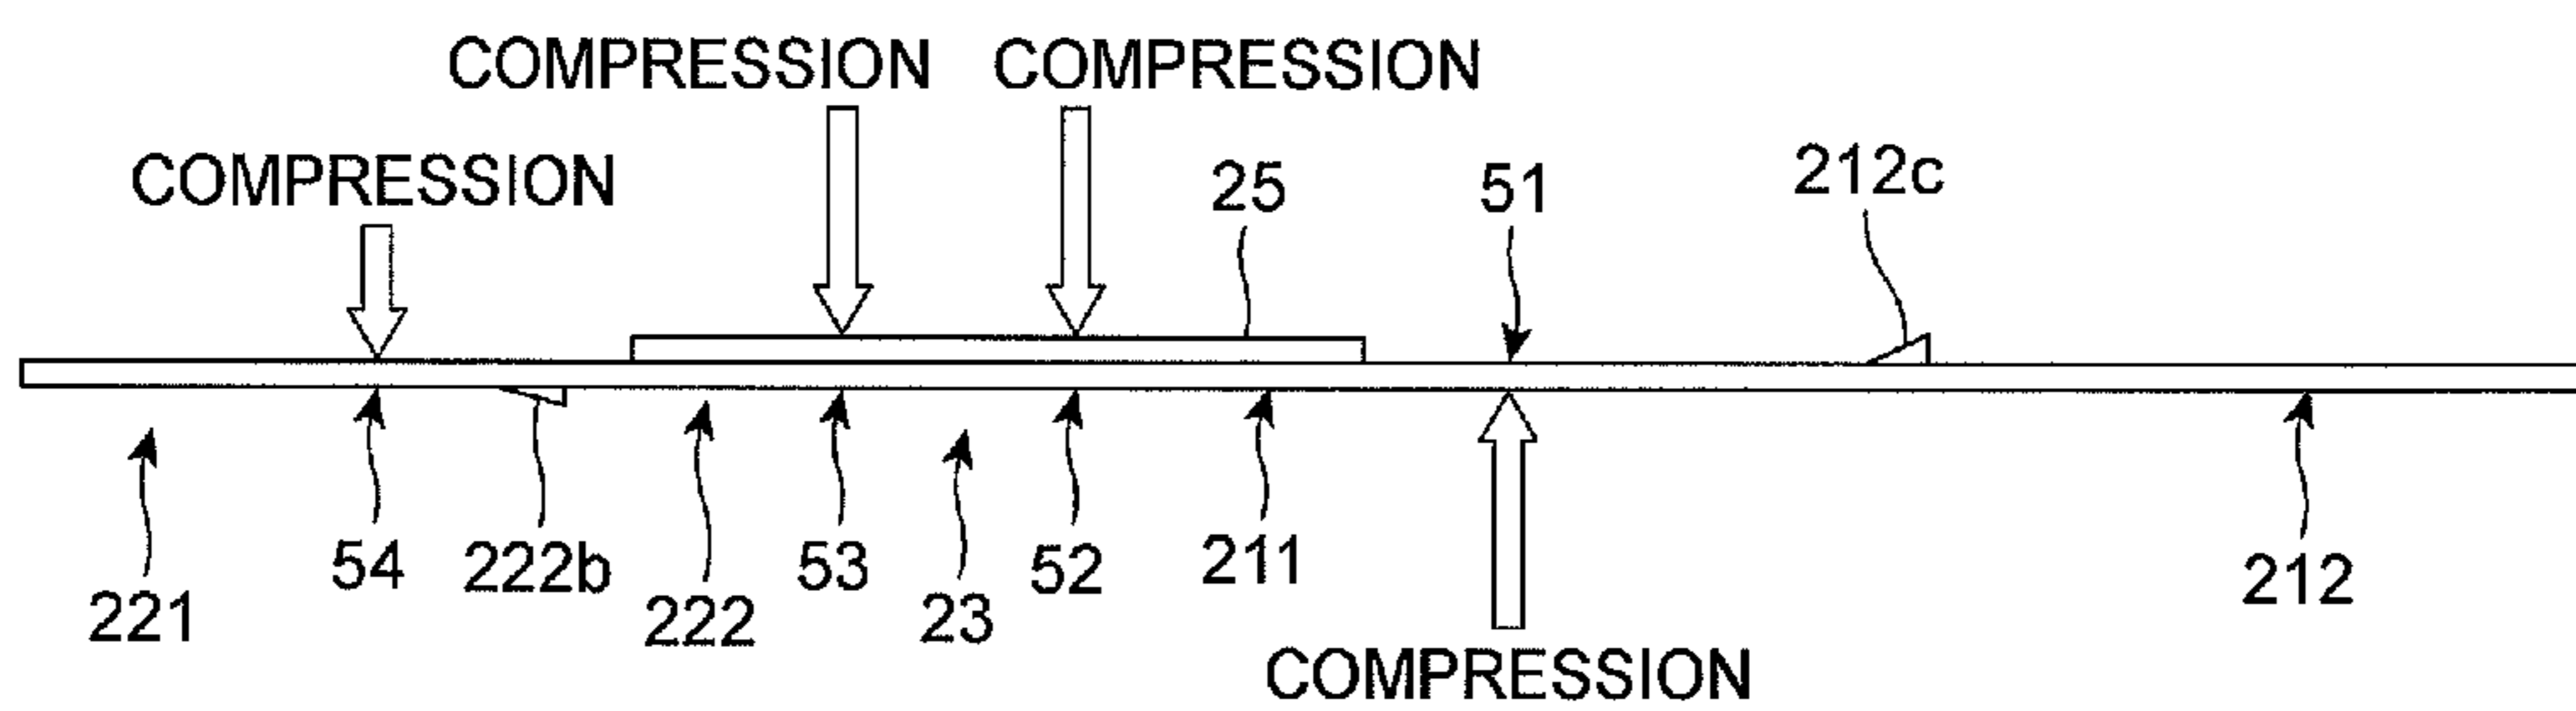 COMPRESSION COMPRESSION
COMPRESSION
25 51 212c
54 222b 222 53 23 52 211 212
221
COMPRESSION